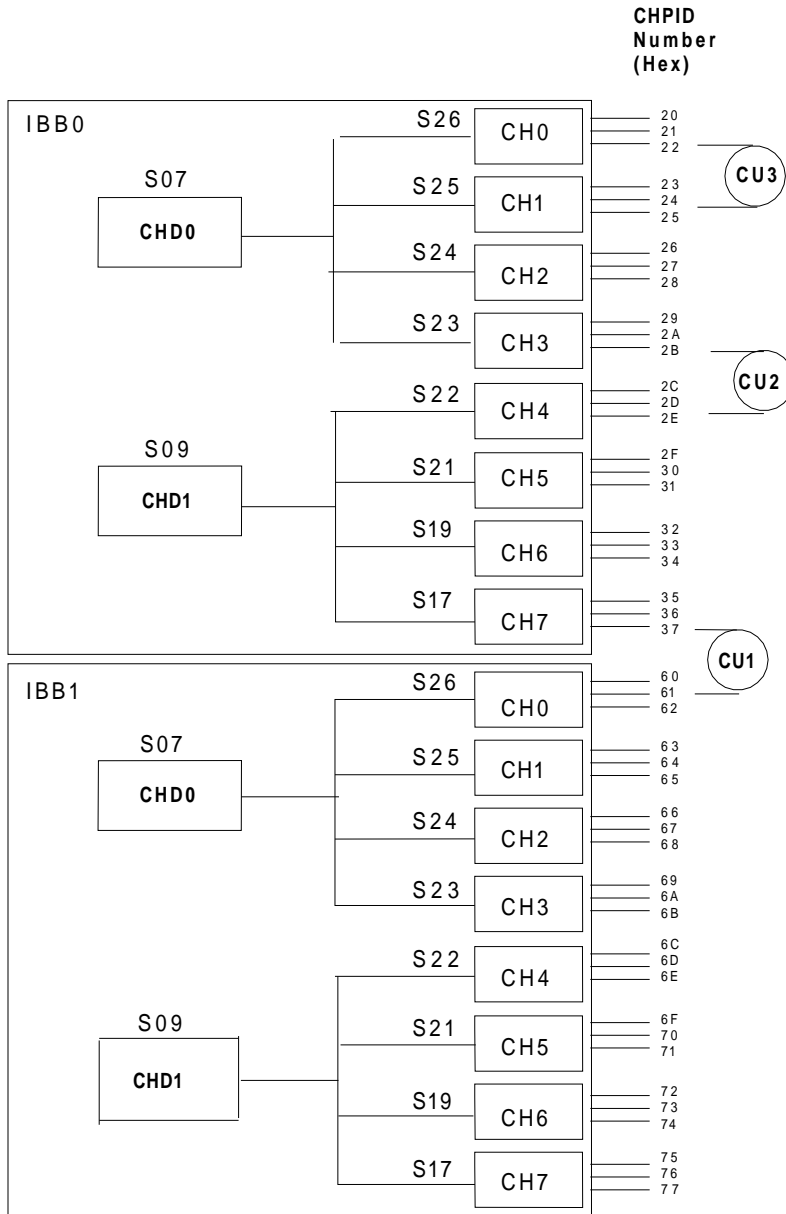 CHPID
Number
(Hex)
IBB0
S07
CHD0
S26
CH0
20
21
22
CU3
S25
CH1
23
24
25
S24
CH2
26
27
28
S23
CH3
29
2A
2B
CU2
S09
CHD1
S22
CH4
2C
2D
2E
S21
CH5
2F
30
31
S19
CH6
32
33
34
S17
CH7
35
36
37
CU1
IBB1
S07
CHD0
S26
CH0
60
61
62
S25
CH1
63
64
65
S24
CH2
66
67
68
S23
CH3
69
6A
6B
S09
CHD1
S22
CH4
6C
6D
6E
S21
CH5
6F
70
71
S19
CH6
72
73
74
S17
CH7
75
76
77